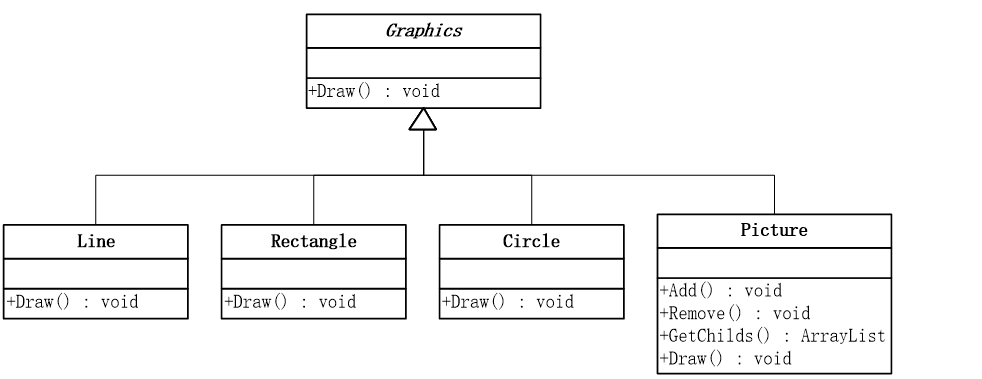 Graphics
+Draw() : void
Line
+Draw() : void
Rectangle
+Draw() : void
Circle
+Draw() : void
Picture
+Add() : void
+Remove() : void
+GetChilds() : ArrayList
+Draw() : void